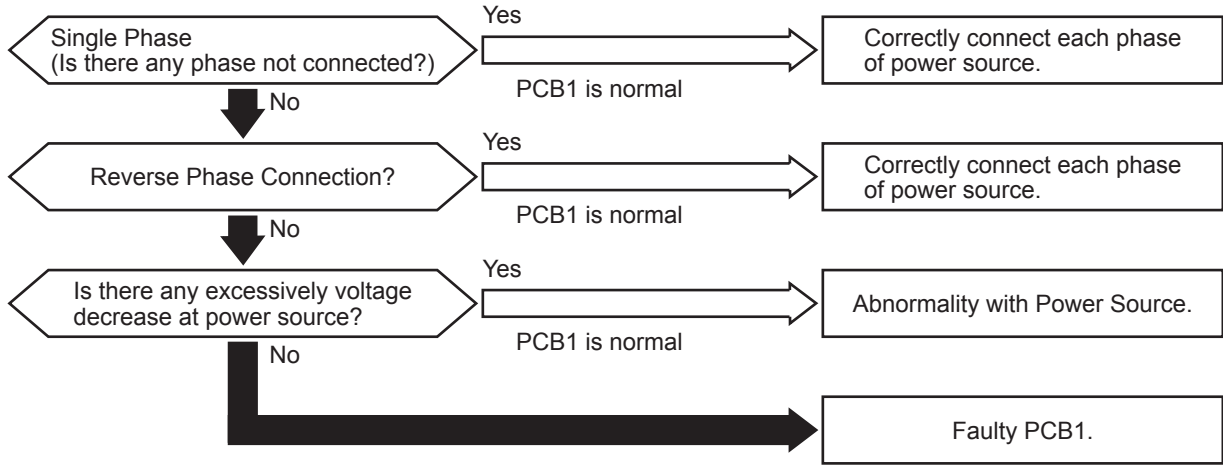 Single Phase
(Is there any phase not connected?)
Yes
PCB1 is normal
Correctly connect each phase
of power source.
No
Reverse Phase Connection?
Yes
PCB1 is normal
Correctly connect each phase
of power source.
No
Is there any excessively voltage
decrease at power source?
Yes
PCB1 is normal
Abnormality with Power Source.
No
Faulty PCB1.